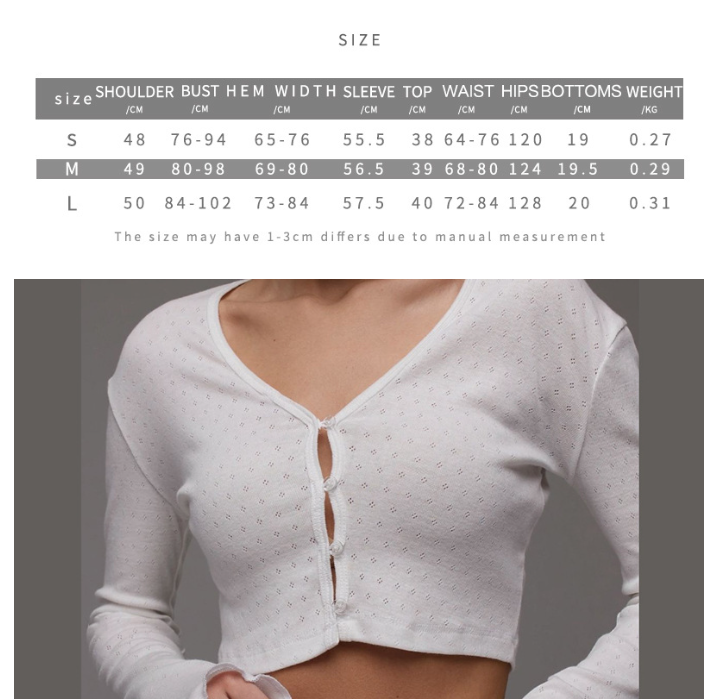 SIZE
size SHOULDER BUST HEM WIDTH SLEEVE TOP WAIST HIPS BOTTOMS WEIGHT
/CM /CM /CM /CM /CM /CM /CM /CM /KG
S 48 76-94 65-76 55.5 38 64-76 120 19 0.27
M 49 80-98 69-80 56.5 39 68-80 124 19.5 0.29
L 50 84-102 73-84 57.5 40 72-84 128 20 0.31
The size may have 1-3cm differs due to manual measurement